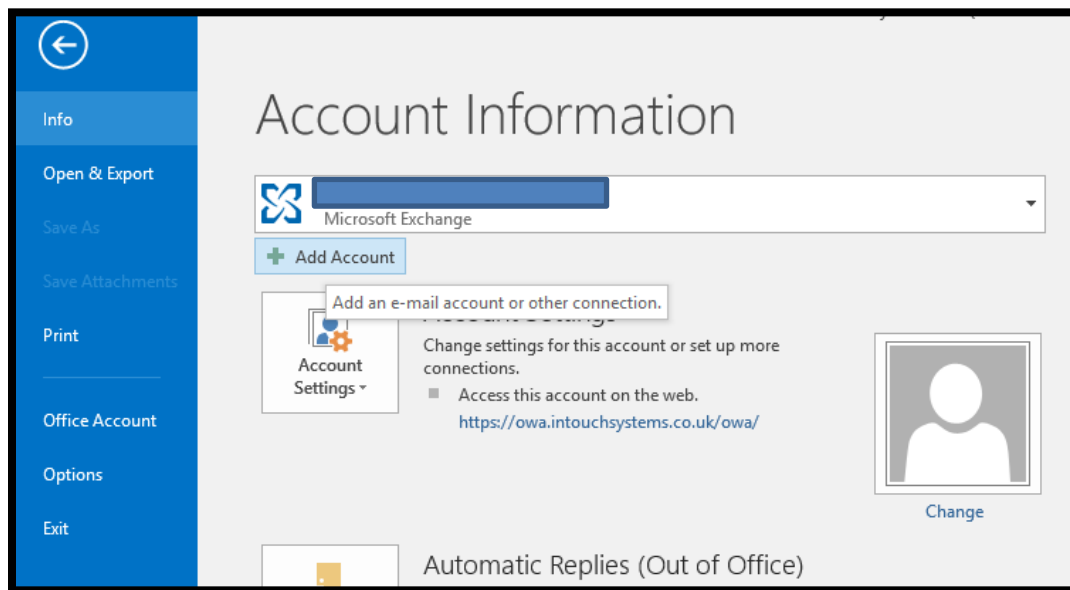 Info
Account Information
Open & Export
Microsoft Exchange
Save As
Add Account
Save Attachments
Add an e-mail account or other connection.
Print
Account
Settings
Change settings for this account or set up more
connections.
Access this account on the web.
https://owa.intouchsystems.co.uk/owa/
Office Account
Options
Change
Exit
Automatic Replies (Out of Office)